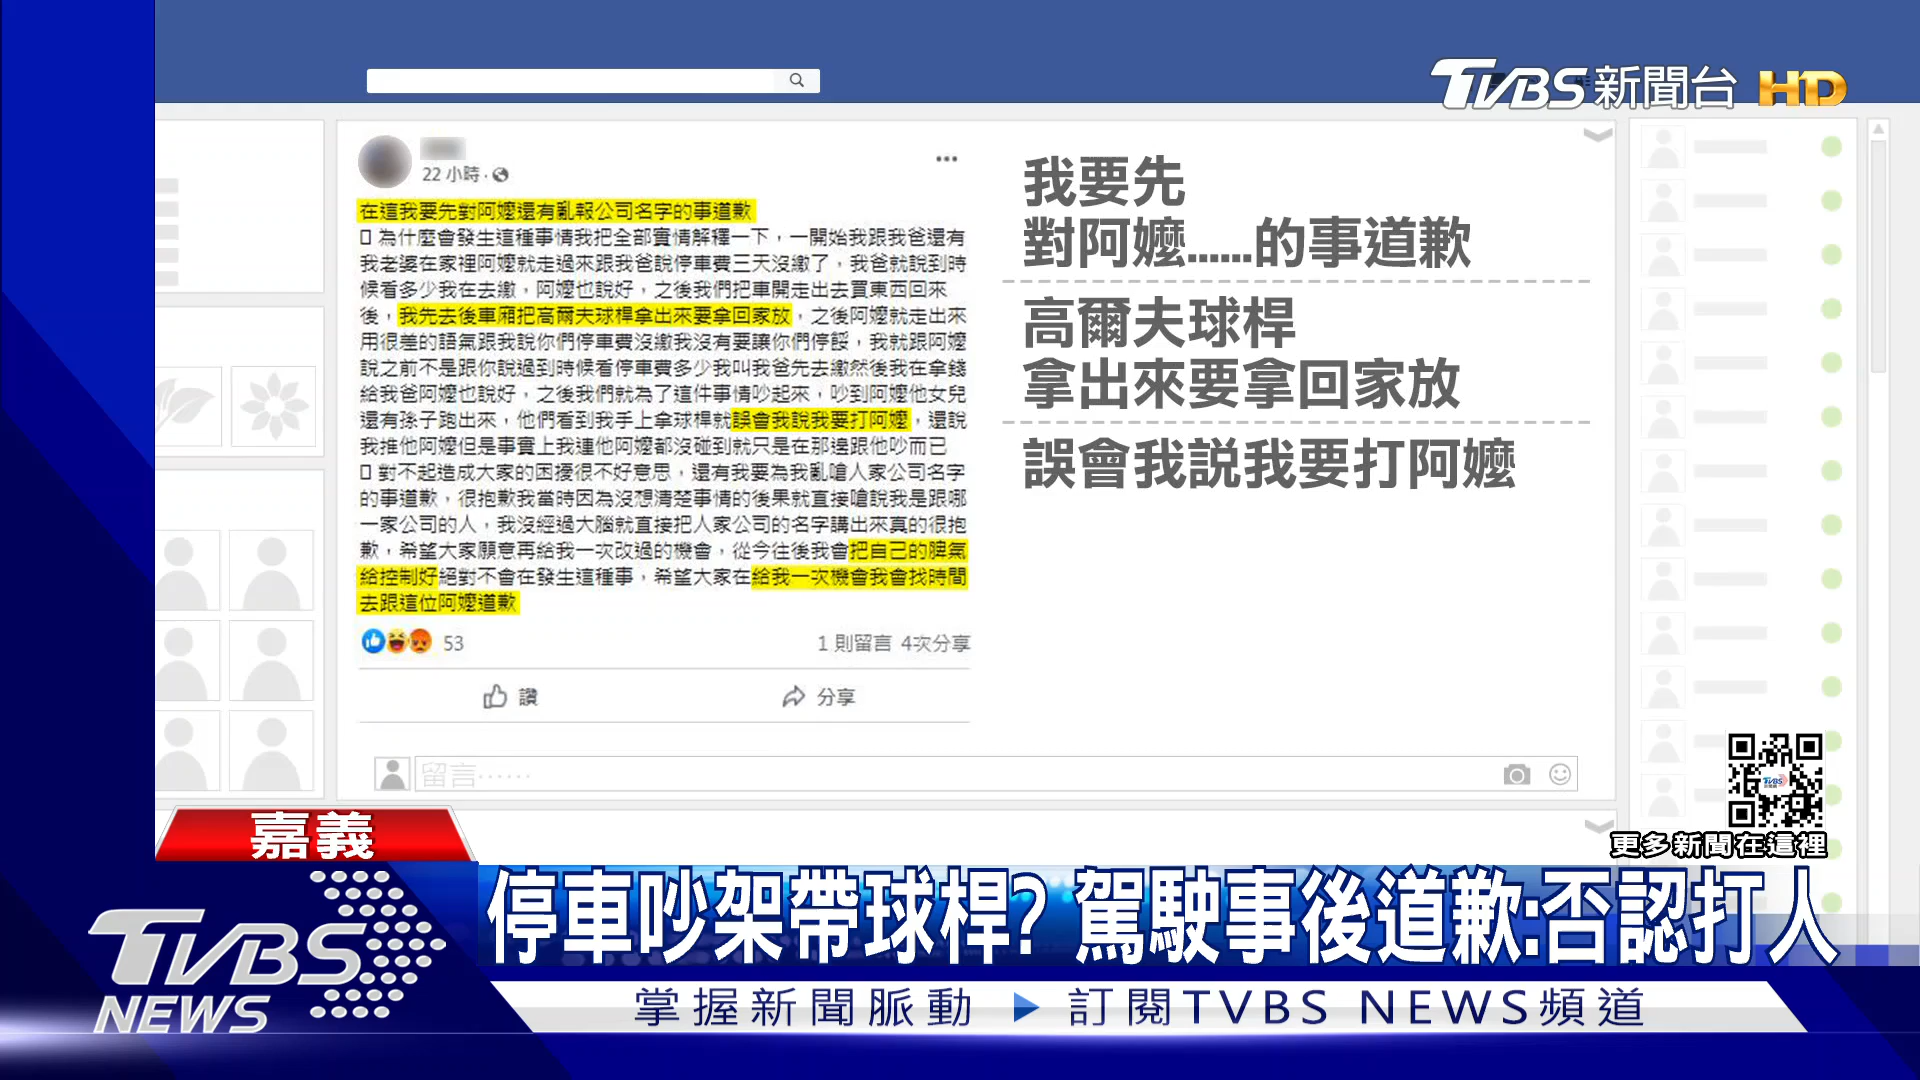 TVBS新聞台 HD
22 小時
在這我要先對阿嬤還有亂報公司名字的事道歉
為什麼會發生這種事情我把全部實情解釋一下，一開始我跟我爸還有
我老婆在家裡阿嬤就走過來跟我爸說停車費三天沒繳了，我爸就說到時
候看多少我在去繳，阿嬤也說好，之後我們把車開走出去買東西回來
後，我先去後車廂把高爾夫球桿拿出來要拿回家放，之後阿嬤就走出來
用很差的語氣跟我說你們停車費沒繳我沒有要讓你們停餒，我就跟阿嬤
說之前不是跟你說過到時候看停車費多少我叫我爸先去繳然後我在拿錢
給我爸阿嬤也說好，之後我們就為了這件事情吵起來，吵到阿嬤他女兒
還有孫子跑出來，他們看到我手上拿球桿就誤會我說我要打阿嬤，還說
我推他阿嬤但是事實上我連他阿嬤都沒碰到就只是在那邊跟他吵而已
對不起造成大家的困擾很不好意思，還有我要為我亂嗆人家公司名字
的事道歉，很抱歉我當時因為沒想清楚事情的後果就直接嗆說我是跟哪
一家公司的人，我沒經過大腦就直接把人家公司的名字講出來真的很抱
歉，希望大家願意再給我一次改過的機會，從今往後我會把自己的脾氣
給控制好絕對不會在發生這種事，希望大家在給我一次機會我會找時間
去跟這位阿嬤道歉
53
1 則留言 4次分享
讚
分享
留言……
我要先
對阿嬤......的事道歉
高爾夫球桿
拿出來要拿回家放
誤會我說我要打阿嬤
TVBS
更多新聞在這裡
嘉義
停車吵架帶球桿? 駕駛事後道歉:否認打人
TVBS
NEWS
掌握新聞脈動 ▶ 訂閱TVBS NEWS頻道